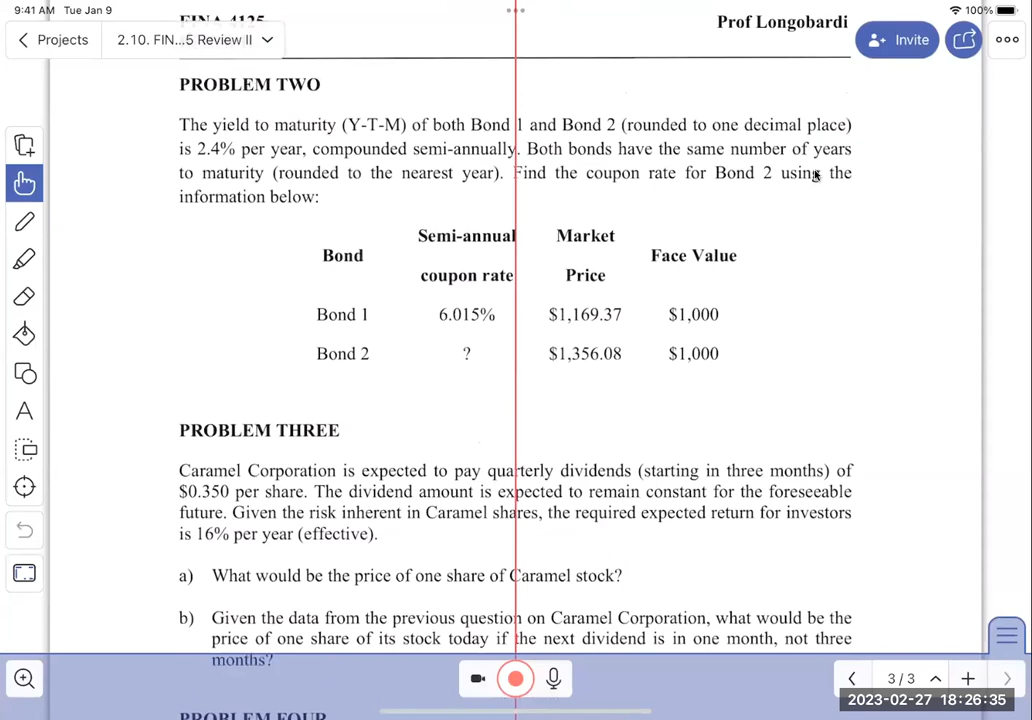 9:41 AM Tue Jan 9
100%
FINA 4125
Prof Longobardi
Projects
2.10. FIN...5 Review II
Invite
PROBLEM TWO
The yield to maturity (Y-T-M) of both Bond 1 and Bond 2 (rounded to one decimal place)
is 2.4% per year, compounded semi-annually. Both bonds have the same number of years
to maturity (rounded to the nearest year). Find the coupon rate for Bond 2 using the
information below:
Bond Semi-annual coupon rate Market Price Face Value
Bond 1 6.015% $1,169.37 $1,000
Bond 2 ? $1,356.08 $1,000
PROBLEM THREE
Caramel Corporation is expected to pay quarterly dividends (starting in three months) of
$0.350 per share. The dividend amount is expected to remain constant for the foreseeable
future. Given the risk inherent in Caramel shares, the required expected return for investors
is 16% per year (effective).
a) What would be the price of one share of Caramel stock?
b) Given the data from the previous question on Caramel Corporation, what would be the
price of one share of its stock today if the next dividend is in one month, not three
months?
3 / 3
2023-02-27 18:26:35
PROBLEM FOUR